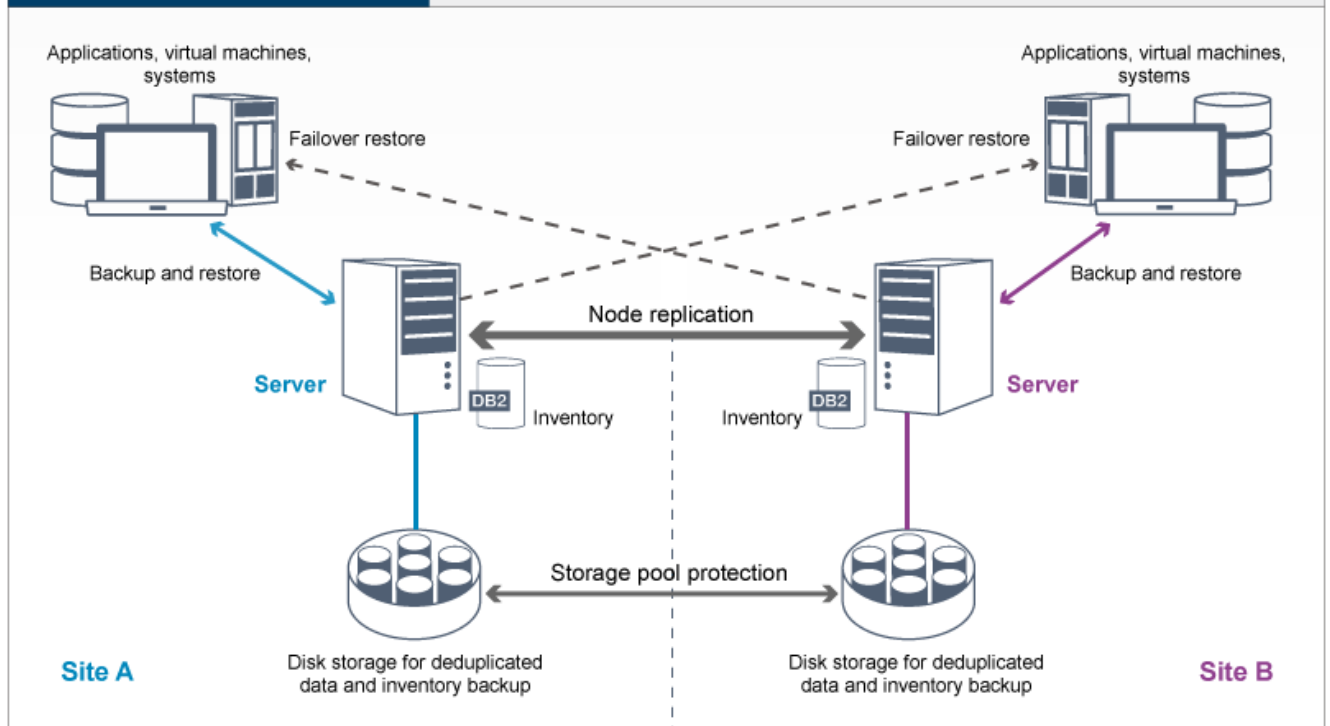 Applications, virtual machines,
systems
Applications, virtual machines,
systems
Failover restore
Failover restore
Backup and restore
Backup and restore
Node replication
Server
Server
DB2
Inventory
Inventory
DB2
Storage pool protection
Site A
Disk storage for deduplicated
data and inventory backup
Disk storage for deduplicated
data and inventory backup
Site B